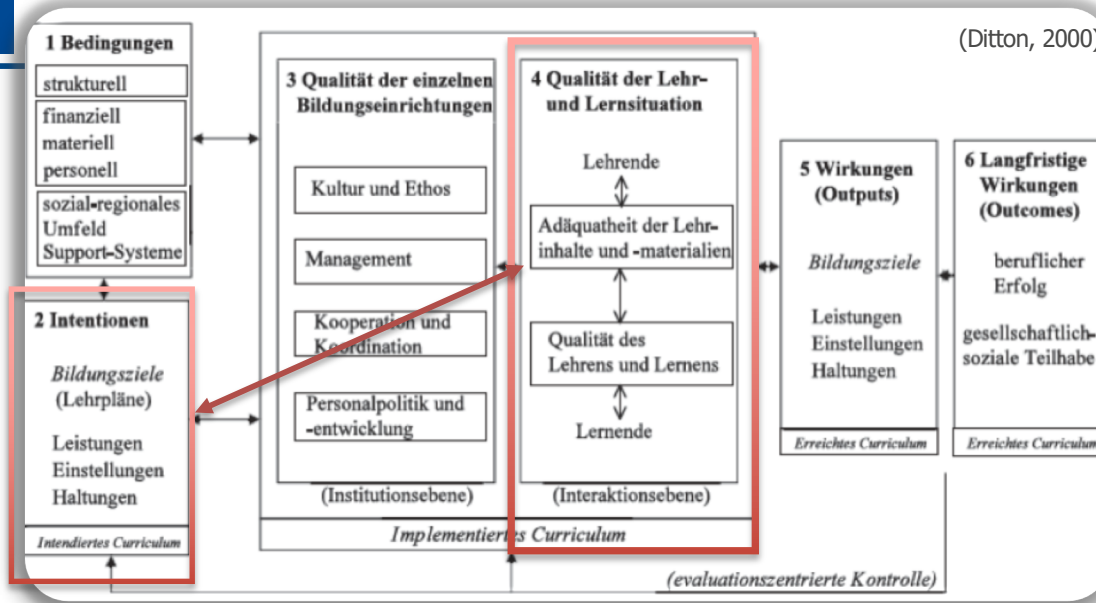 (Ditton, 2000)
1 Bedingungen
strukturell
finanziell
materiell
personell
sozial-regionales
Umfeld
Support-Systeme
2 Intentionen
Bildungsziele
(Lehrpläne)
Leistungen
Einstellungen
Haltungen
Intendiertes Curriculum
3 Qualität der einzelnen
Bildungseinrichtungen
Kultur und Ethos
Management
Kooperation und
Koordination
Personalpolitik und
-entwicklung
(Institutionsebene)
4 Qualität der Lehr-
und Lernsituation
Lehrende
Adäquatheit der Lehr-
inhalte und -materialien
Qualität des
Lehrens und Lernens
Lernende
(Interaktionsebene)
Implementiertes Curriculum
5 Wirkungen
(Outputs)
Bildungsziele
Leistungen
Einstellungen
Haltungen
Erreichtes Curriculum
6 Langfristige
Wirkungen
(Outcomes)
beruflicher
Erfolg
gesellschaftlich-
soziale Teilhabe
Erreichtes Curriculum
(evaluationszentrierte Kontrolle)